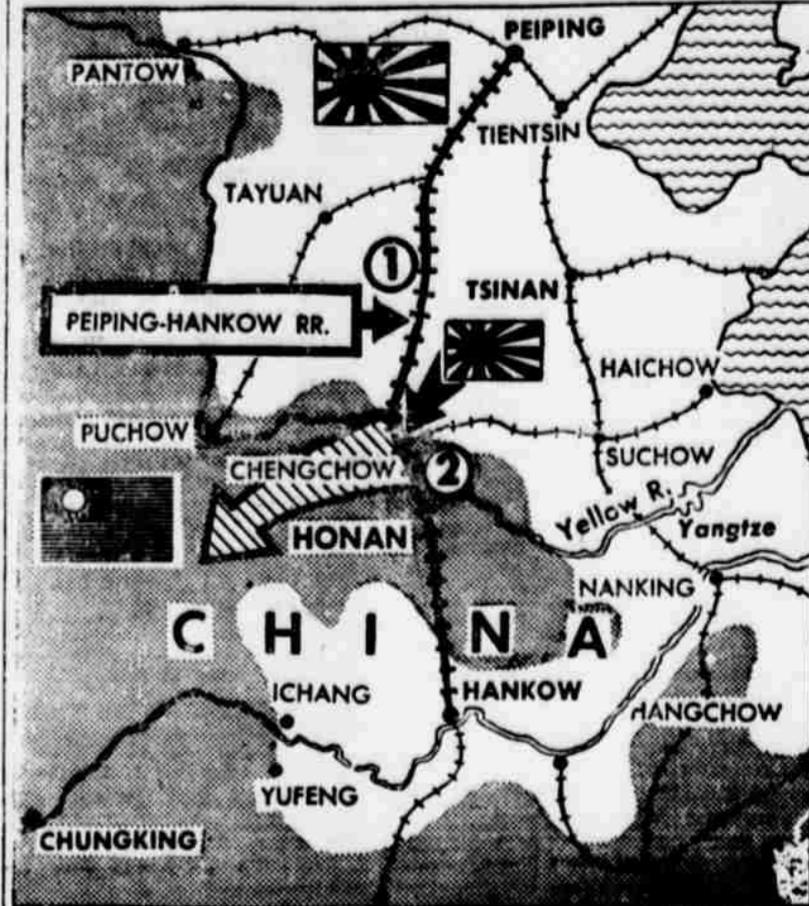 PEIPING
PANTOW
TIENTSIN
TAYUAN
1
TSINAN
PEIPING-HANKOW RR.
HAICHOW
PUCHOW
CHENGCHOW
2
SUCHOW
Yellow R.
Yangtze
HONAN
NANKING
CHINA
ICHANG
HANKOW
HANGCHOW
YUFENG
CHUNGKING